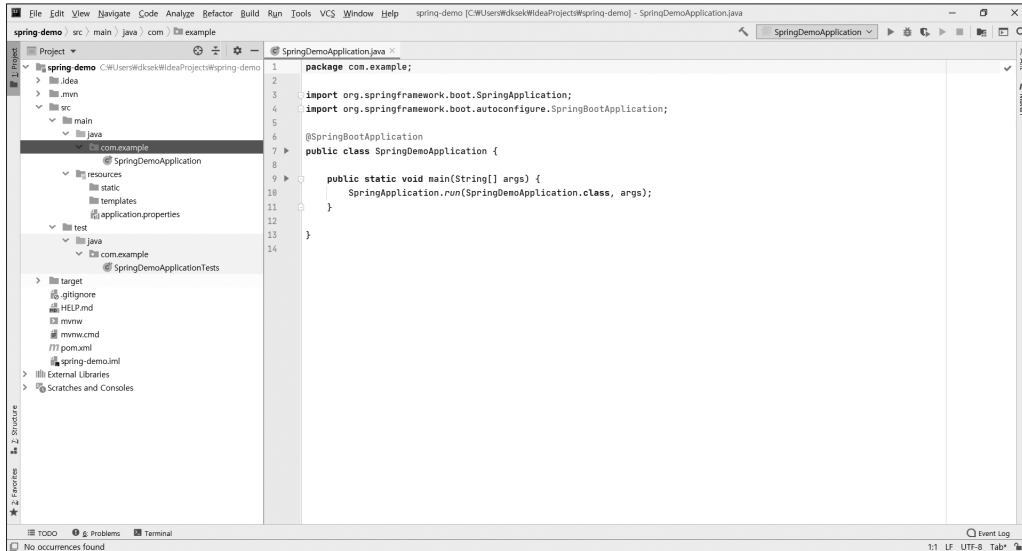 File Edit View Navigate Code Analyze Refactor Build Run Tools VCS Window Help spring-demo [C:₩Users₩dksek₩IdeaProjects₩spring-demo] - SpringDemoApplication.java
spring-demo src main java com example
SpringDemoApplication
1: Project
Project
SpringDemoApplication.java
spring-demo C:₩Users₩dksek₩IdeaProjects₩spring-demo
.idea
.mvn
src
main
java
com.example
SpringDemoApplication
resources
static
templates
application.properties
test
java
com.example
SpringDemoApplicationTests
target
.gitignore
HELP.md
mvnw
mvnw.cmd
pom.xml
spring-demo.iml
External Libraries
Scratches and Consoles
1 package com.example;
2
3 import org.springframework.boot.SpringApplication;
4 import org.springframework.boot.autoconfigure.SpringBootApplication;
5
6 @SpringBootApplication
7 public class SpringDemoApplication {
8
9 public static void main(String[] args) {
10 SpringApplication.run(SpringDemoApplication.class, args);
11 }
12
13 }
14
Z: Structure
2: Favorites
TODO 6: Problems Terminal Event Log
No occurrences found 1:1 LF UTF-8 Tab*